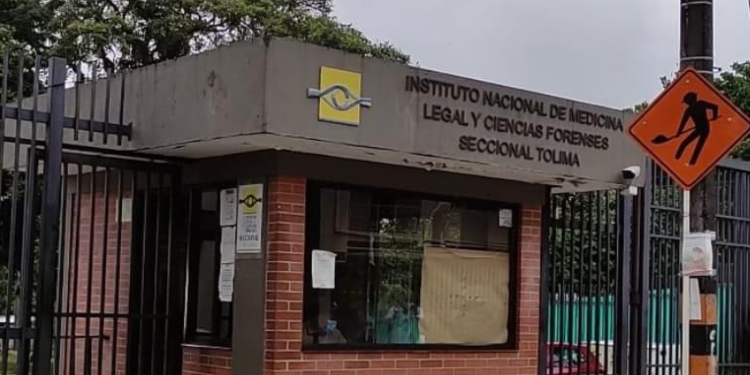 INSTITUTO NACIONAL DE MEDICINA
LEGAL Y CIENCIAS FORENSES
SECCIONAL TOLIMA